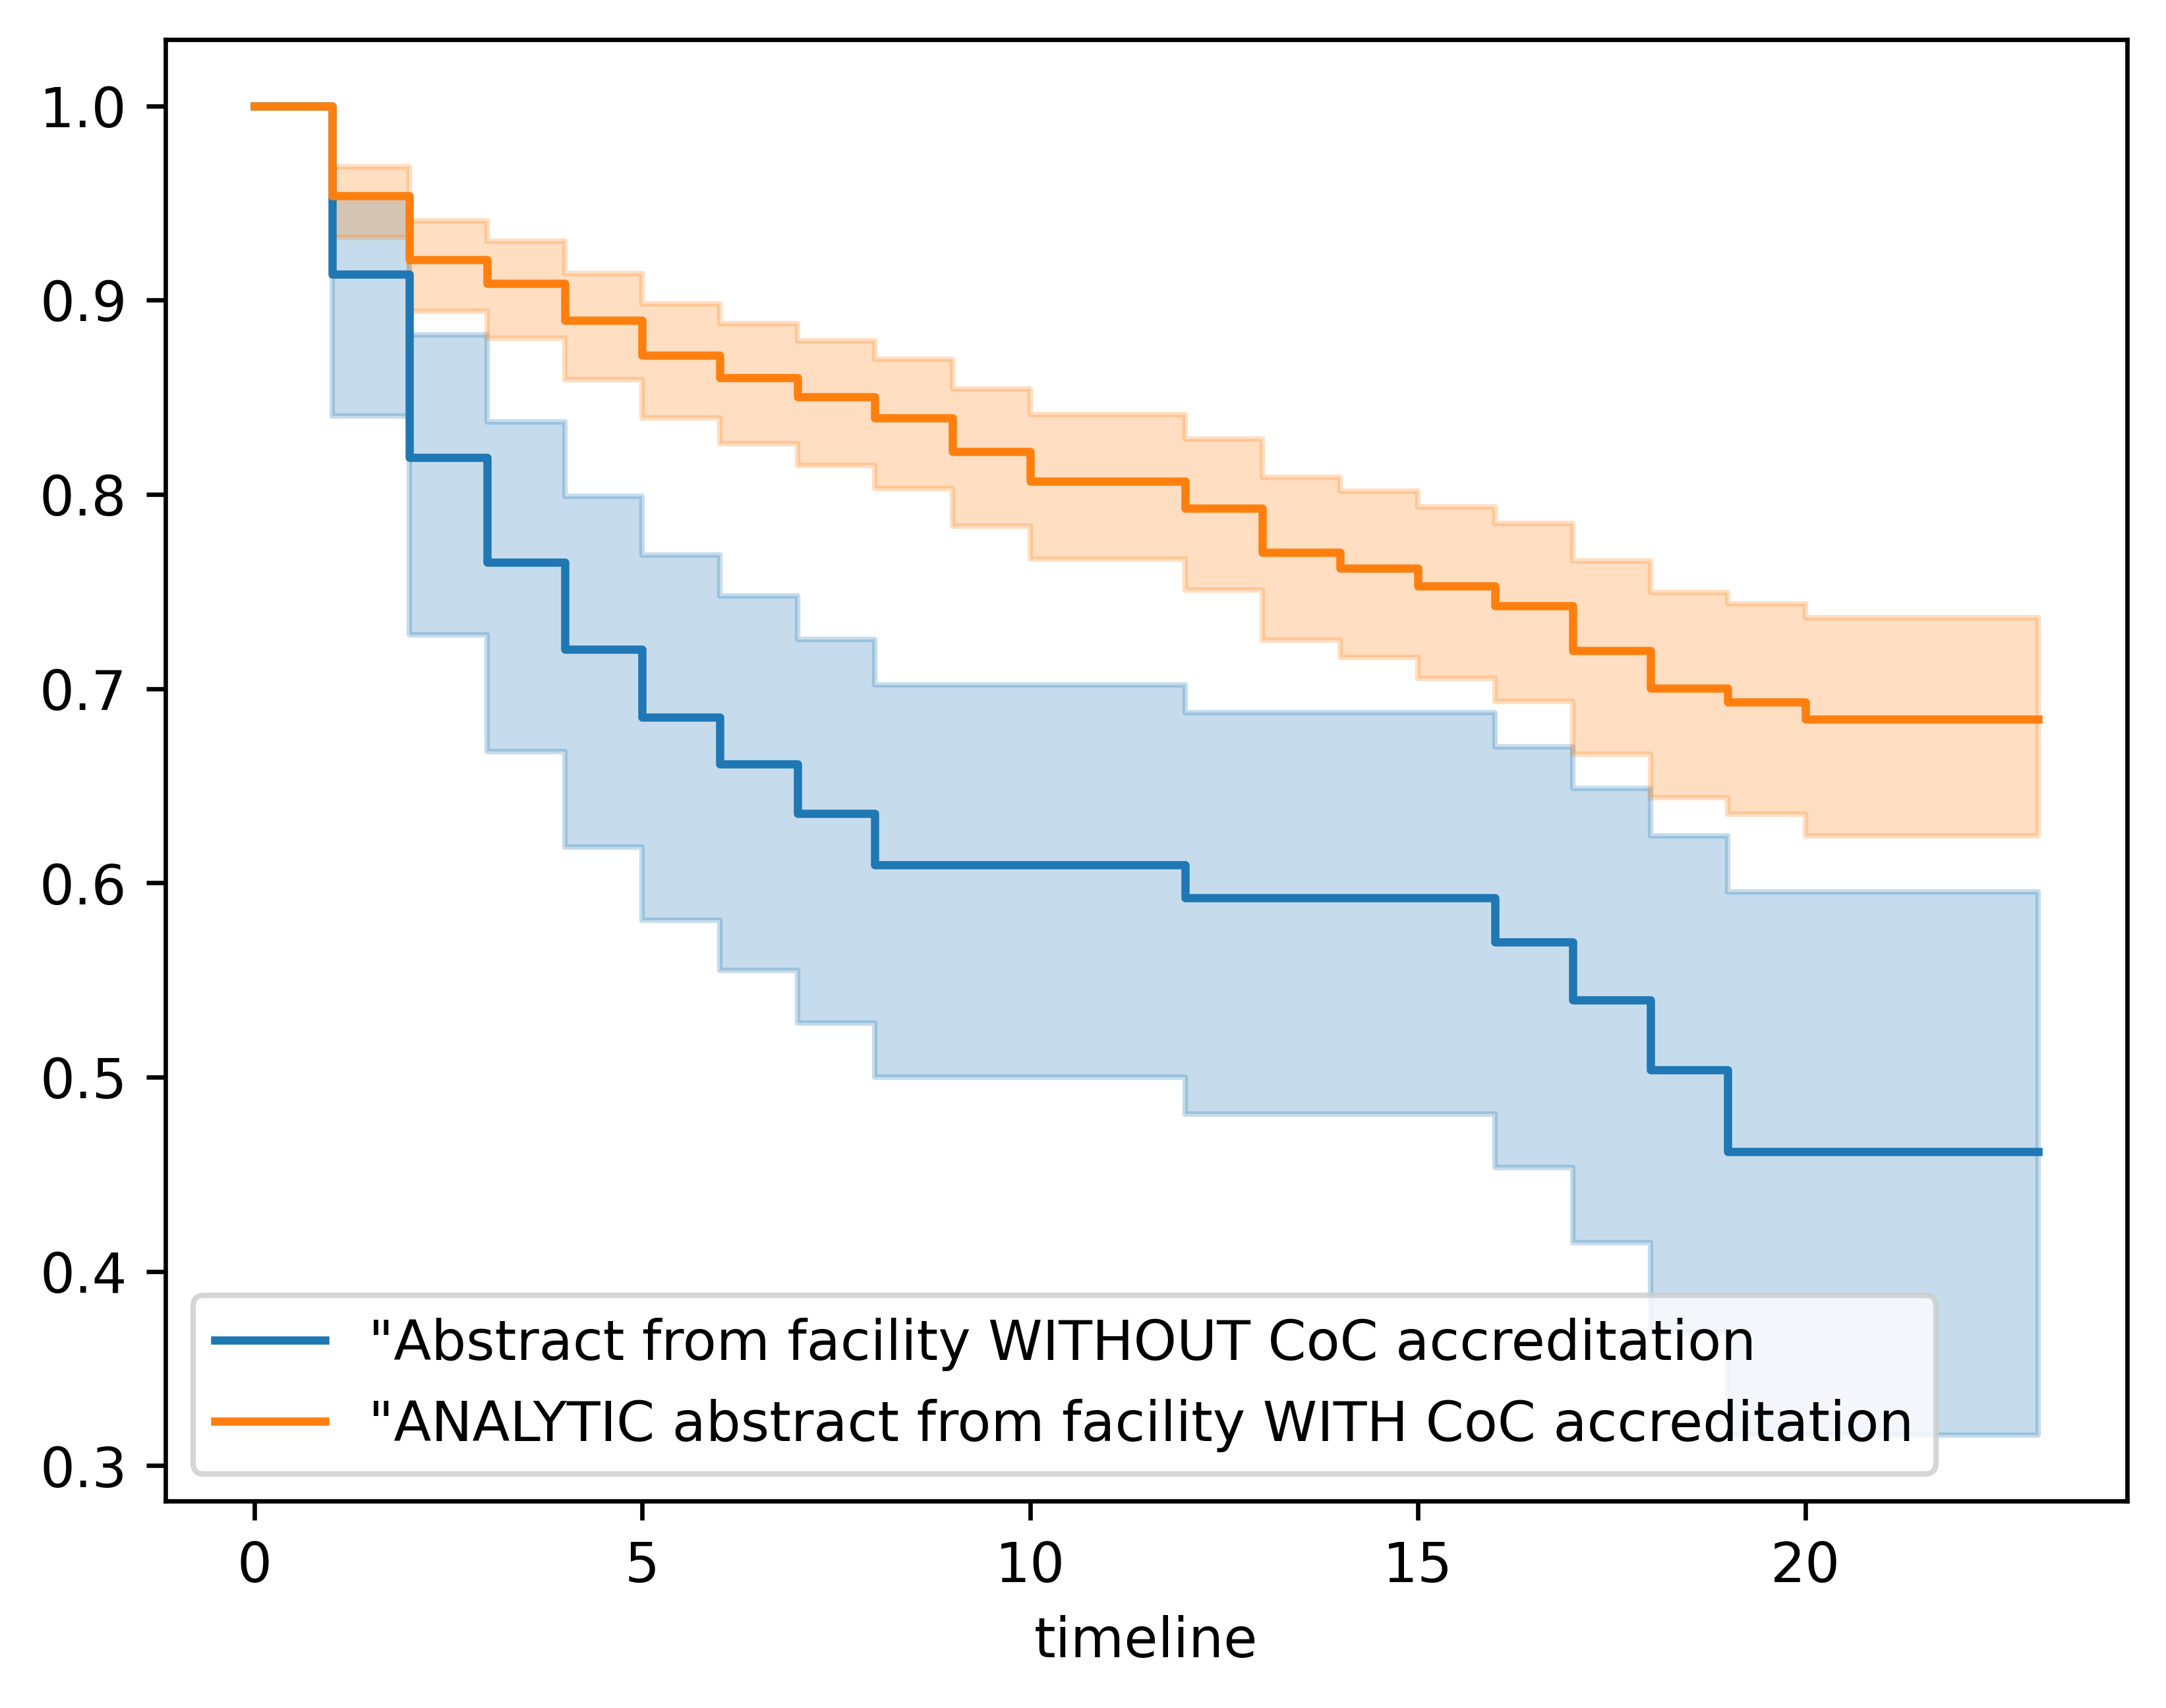 1.0
0.9
0.8
0.7
0.6
0.5
0.4
0.3
"Abstract from facility WITHOUT CoC accreditation
"ANALYTIC abstract from facility WITH CoC accreditation
0 5 10 15 20
timeline